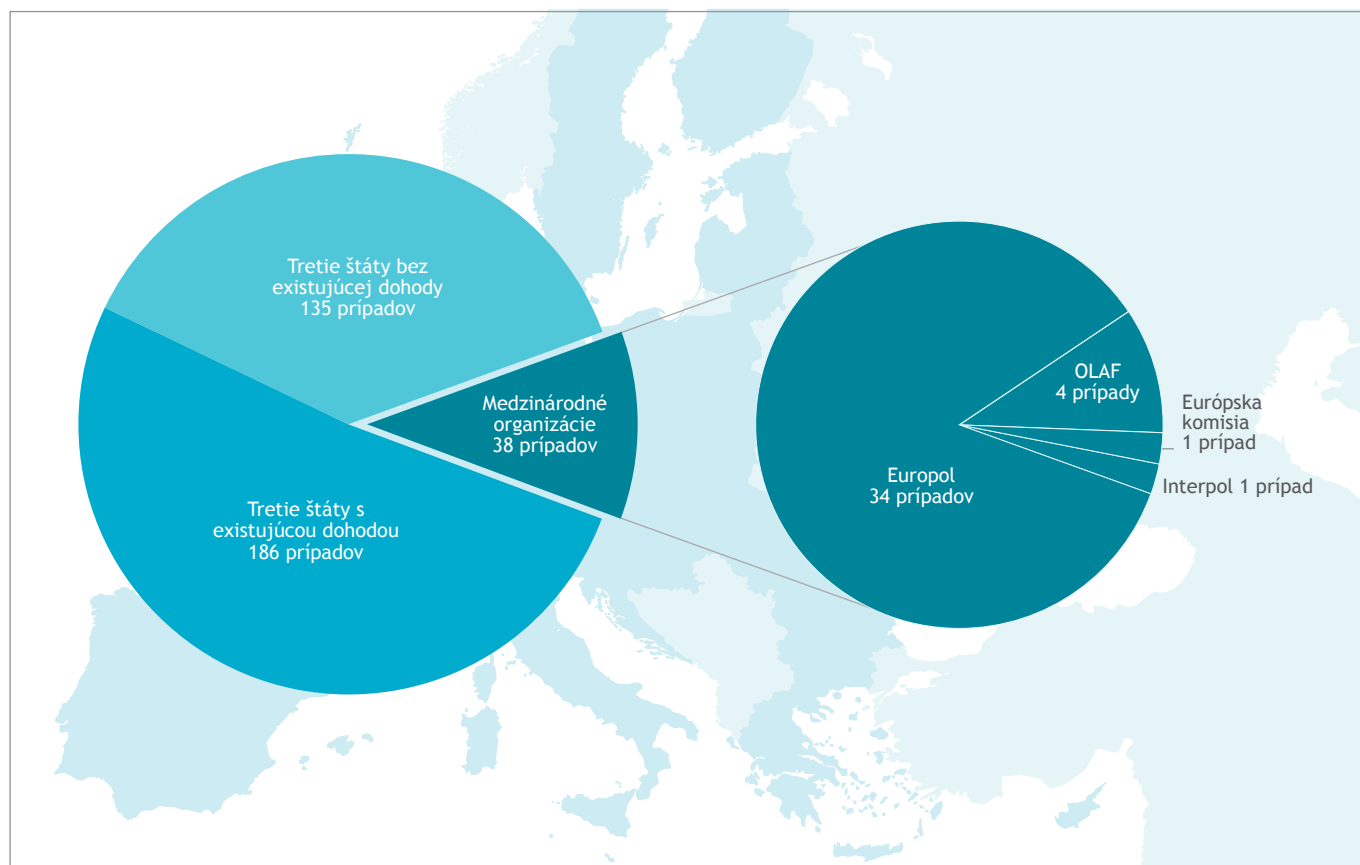 Tretie štáty bez
existujúcej dohody
135 prípadov
Medzinárodné
organizácie
38 prípadov
Tretie štáty s
existujúcou dohodou
186 prípadov
OLAF
4 prípady
Európska
komisia
1 prípad
Interpol 1 prípad
Europol
34 prípadov